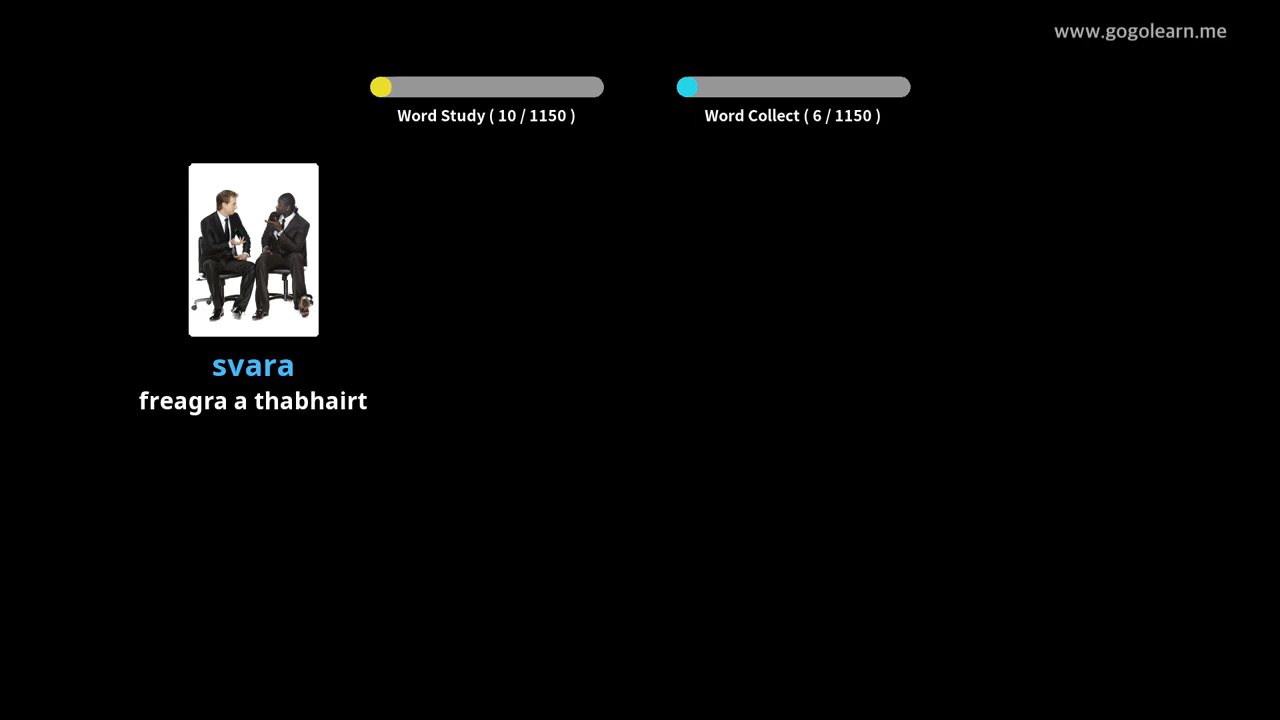 www.gogolearn.me
Word Study ( 10 / 1150 )
Word Collect ( 6 / 1150 )
svara
freagra a thabhairt